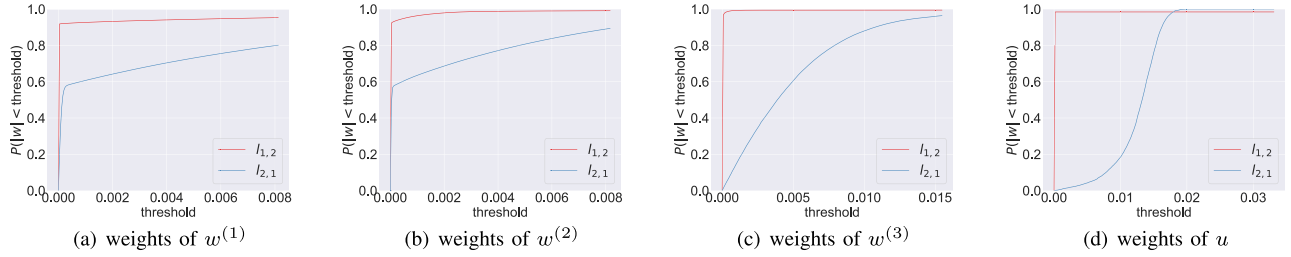 P(|w| < threshold)
1.0
0.8
0.6
0.4
0.2
0.0
l1,2
l2,1
0.000 0.002 0.004 0.006 0.008
threshold
(a) weights of w(1)
P(|w| < threshold)
1.0
0.8
0.6
0.4
0.2
0.0
l1,2
l2,1
0.000 0.002 0.004 0.006 0.008
threshold
(b) weights of w(2)
P(|w| < threshold)
1.0
0.8
0.6
0.4
0.2
0.0
l1,2
l2,1
0.000 0.005 0.010 0.015
threshold
(c) weights of w(3)
P(|w| < threshold)
1.0
0.8
0.6
0.4
0.2
0.0
l1,2
l2,1
0.00 0.01 0.02 0.03
threshold
(d) weights of u